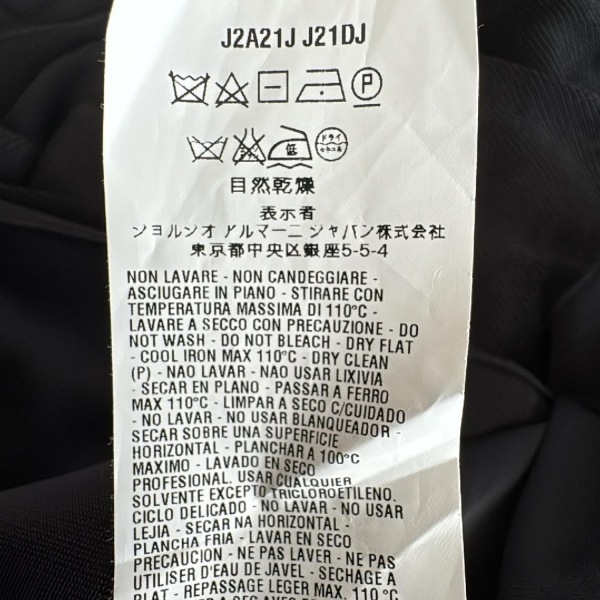 J2A21J J21DJ
P
低 ドライ
自然乾燥
表示者
ジョルジオ アルマーニ ジャパン株式会社
東京都中央区銀座5-5-4
NON LAVARE - NON CANDEGGIARE -
ASCIUGARE IN PIANO - STIRARE CON
TEMPERATURA MASSIMA DI 110°C -
LAVARE A SECCO CON PRECAUZIONE - DO
NOT WASH - DO NOT BLEACH - DRY FLAT
- COOL IRON MAX 110°C - DRY CLEAN
(P) - NAO LAVAR - NAO USAR LIXIVIA
- SECAR EN PLANO - PASSAR A FERRO
MAX 110°C - LIMPAR A SECO C/CUIDADO
- NO LAVAR - NO USAR BLANQUEADOR -
SECAR SOBRE UNA SUPERFICIE
HORIZONTAL - PLANCHAR A 100°C
MAXIMO - LAVADO EN SECO
PROFESIONAL. USAR CUALQUIER
SOLVENTE EXCEPTO TRICLOROETILENO.
CICLO DELICADO - NO LAVAR - NO USAR
LEJIA - SECAR NA HORIZONTAL -
PLANCHA FRIA - LAVAR EN SECO
PRECAUCION - NE PAS LAVER - NE PAS
UTILISER D'EAU DE JAVEL - SECHAGE A
PLAT - REPASSAGE LEGER MAX. 110°C